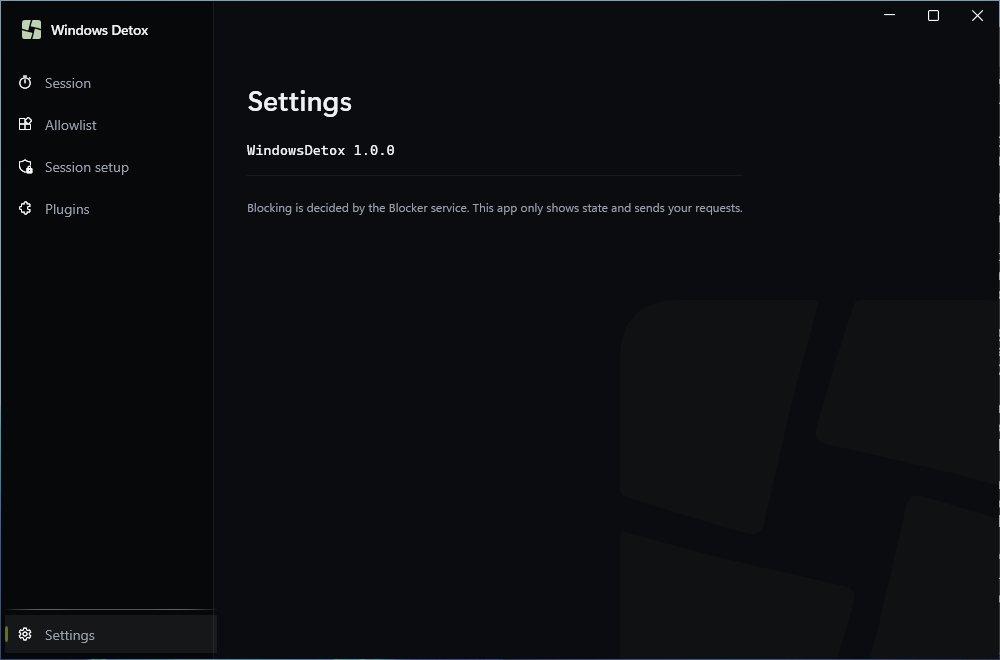 Windows Detox
Session
Allowlist
Session setup
Plugins
Settings
Settings
WindowsDetox 1.0.0
Blocking is decided by the Blocker service. This app only shows state and sends your requests.